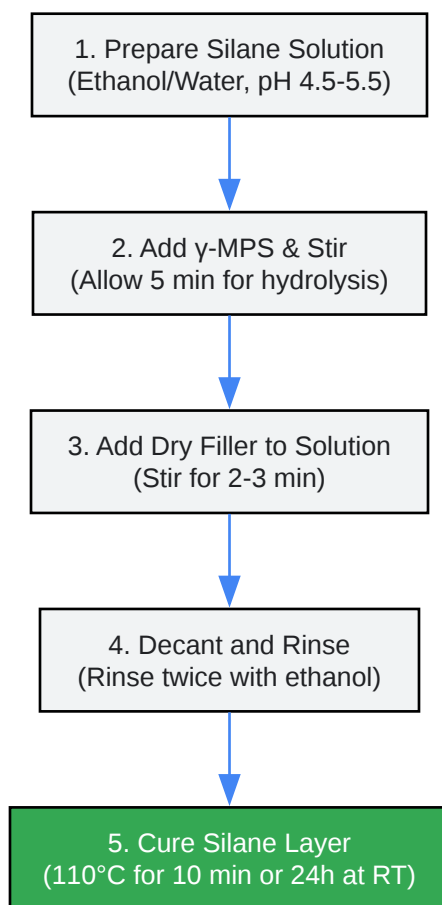 1. Prepare Silane Solution
(Ethanol/Water, pH 4.5-5.5)
2. Add γ-MPS & Stir
(Allow 5 min for hydrolysis)
3. Add Dry Filler to Solution
(Stir for 2-3 min)
4. Decant and Rinse
(Rinse twice with ethanol)
5. Cure Silane Layer
(110°C for 10 min or 24h at RT)